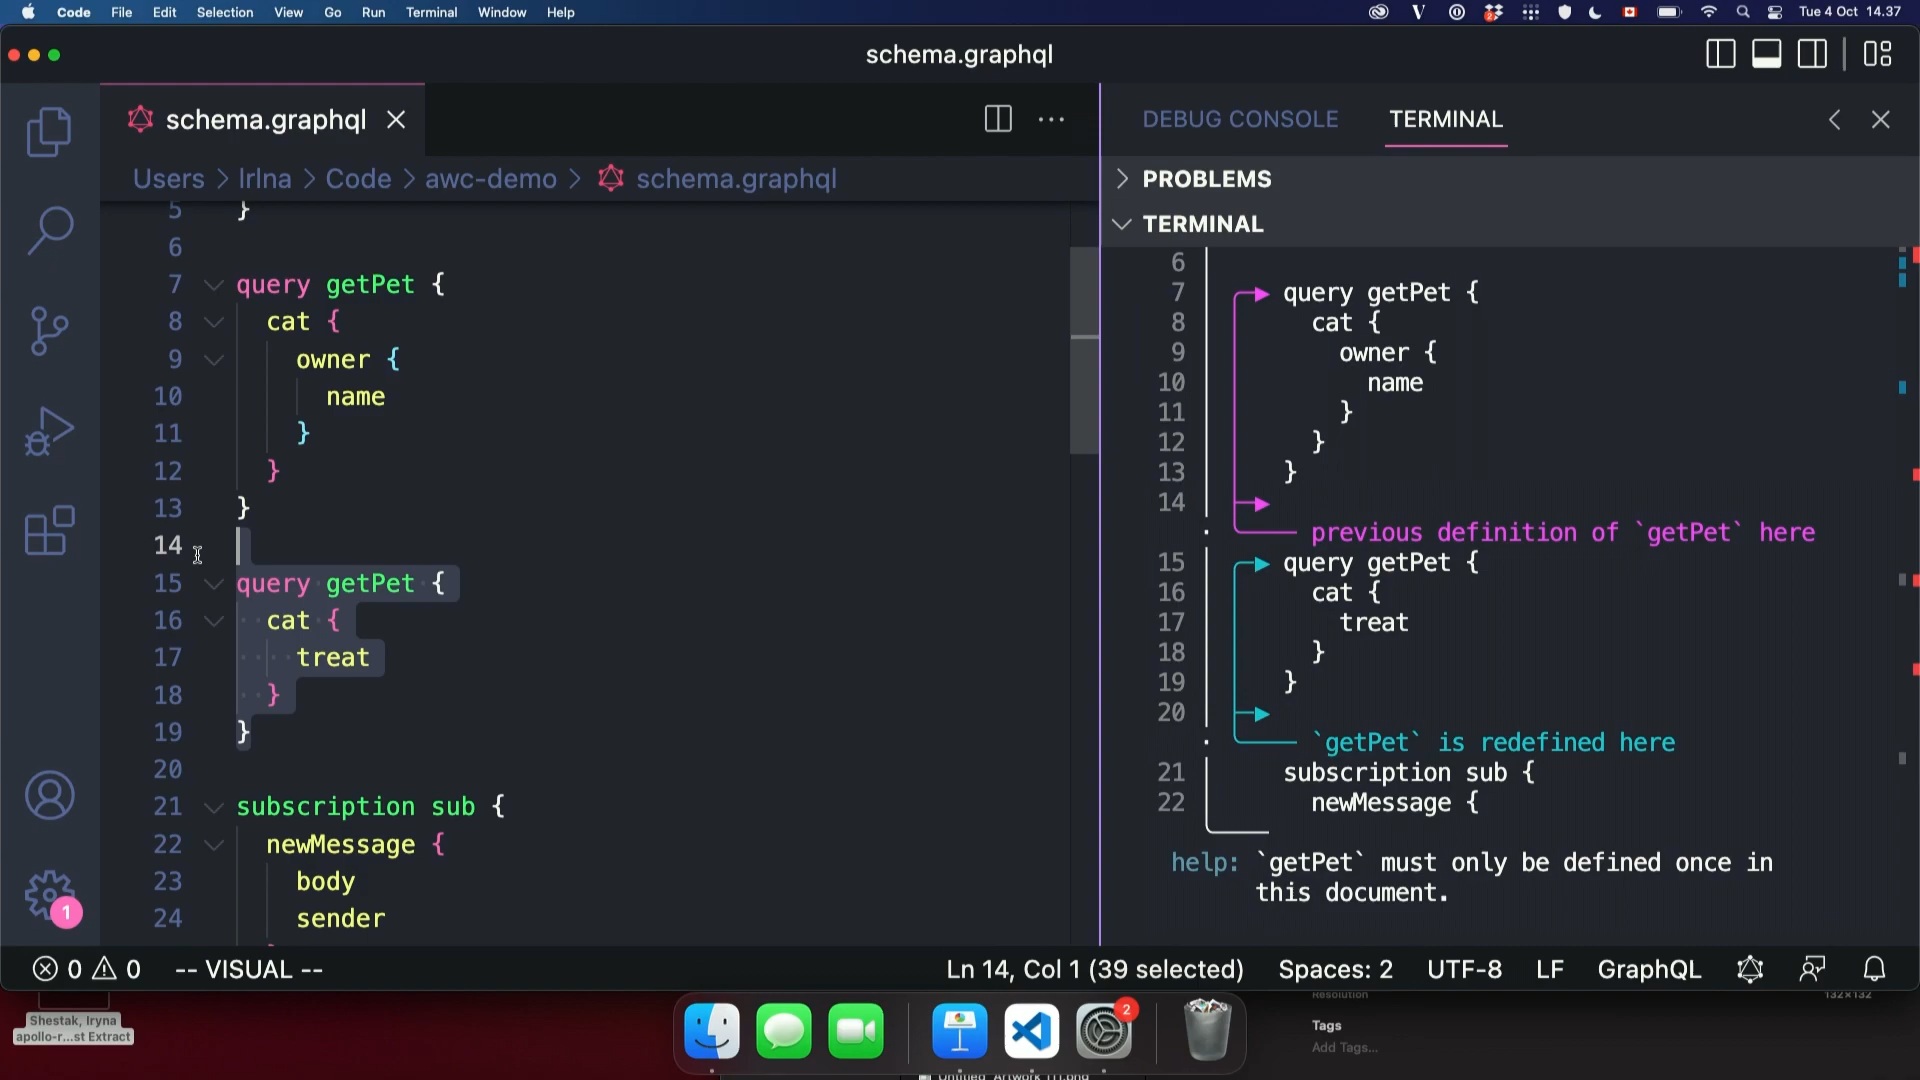 Code File Edit Selection View Go Run Terminal Window Help
2
Tue 4 Oct 14.37
schema.graphql
schema.graphql
Users > IrIna > Code > awc-demo > schema.graphql
5 }
6
7 query getPet {
8 cat {
9 owner {
10 name
11 }
12 }
13 }
14
15 query getPet {
16 cat {
17 treat
18 }
19 }
20
21 subscription sub {
22 newMessage {
23 body
24 sender
1
DEBUG CONSOLE TERMINAL
PROBLEMS
TERMINAL
6
7 query getPet {
8 cat {
9 owner {
10 name
11 }
12 }
13 }
14
previous definition of `getPet` here
15 query getPet {
16 cat {
17 treat
18 }
19 }
20
`getPet` is redefined here
21 subscription sub {
22 newMessage {
help: `getPet` must only be defined once in
this document.
0 0 -- VISUAL -- Ln 14, Col 1 (39 selected) Spaces: 2 UTF-8 LF GraphQL
Shestak, Iryna
apollo-r...st Extract
2
Resolution 132×132
Tags
Add Tags...